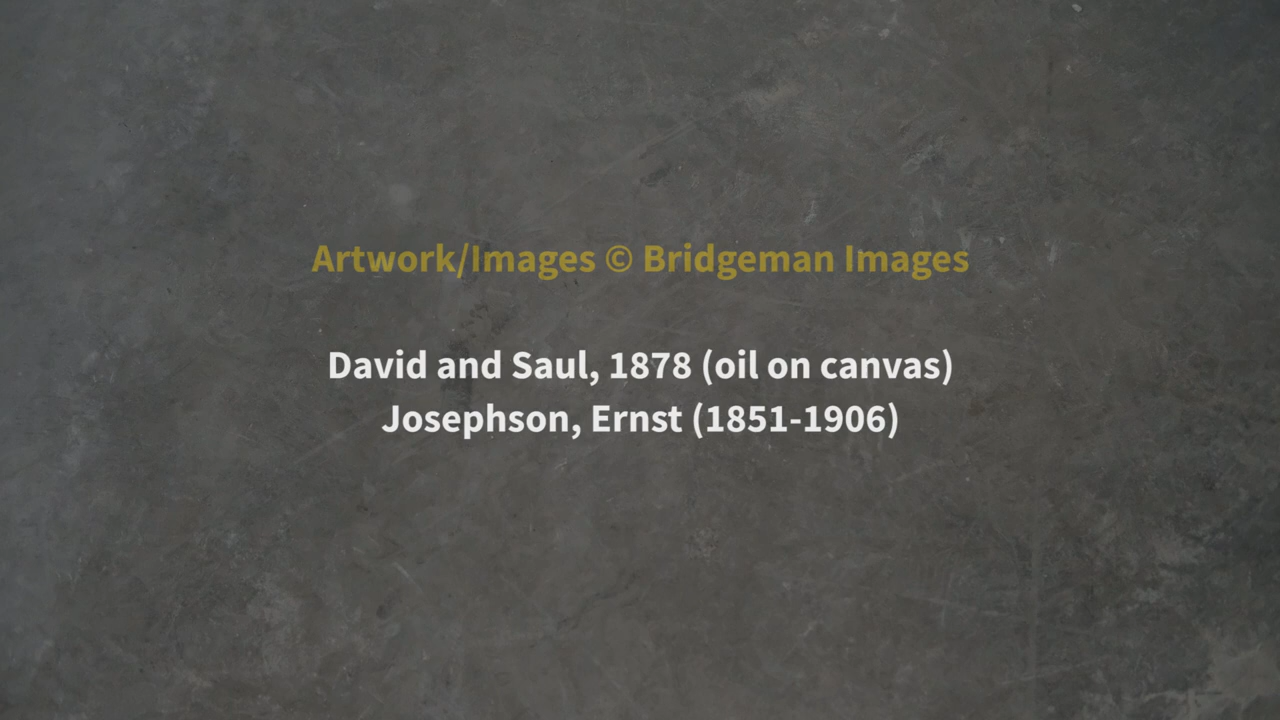 Artwork/Images © Bridgeman Images
David and Saul, 1878 (oil on canvas)
Josephson, Ernst (1851-1906)